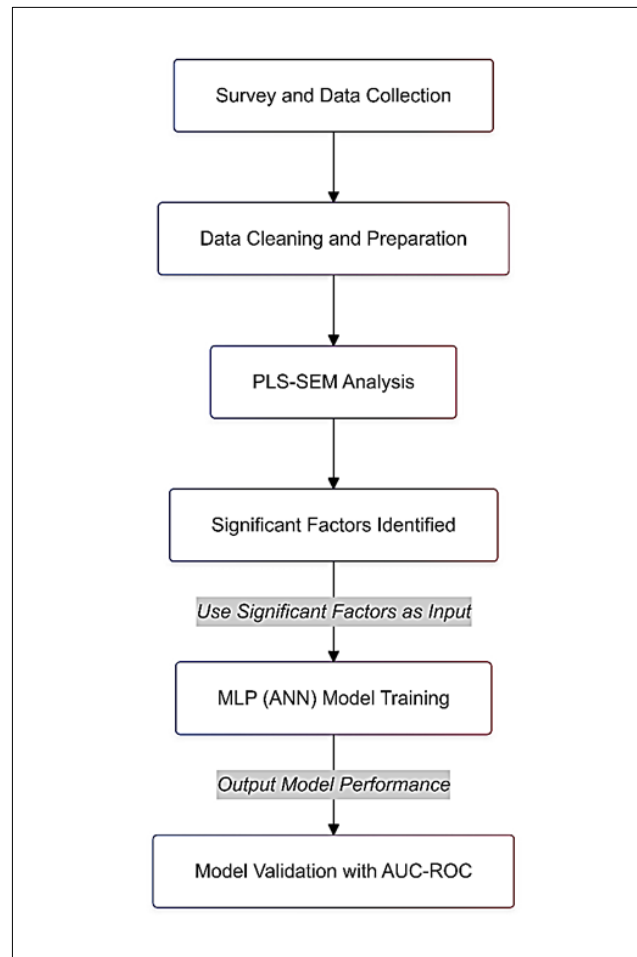 Survey and Data Collection
Data Cleaning and Preparation
PLS-SEM Analysis
Significant Factors Identified
Use Significant Factors as Input
MLP (ANN) Model Training
Output Model Performance
Model Validation with AUC-ROC